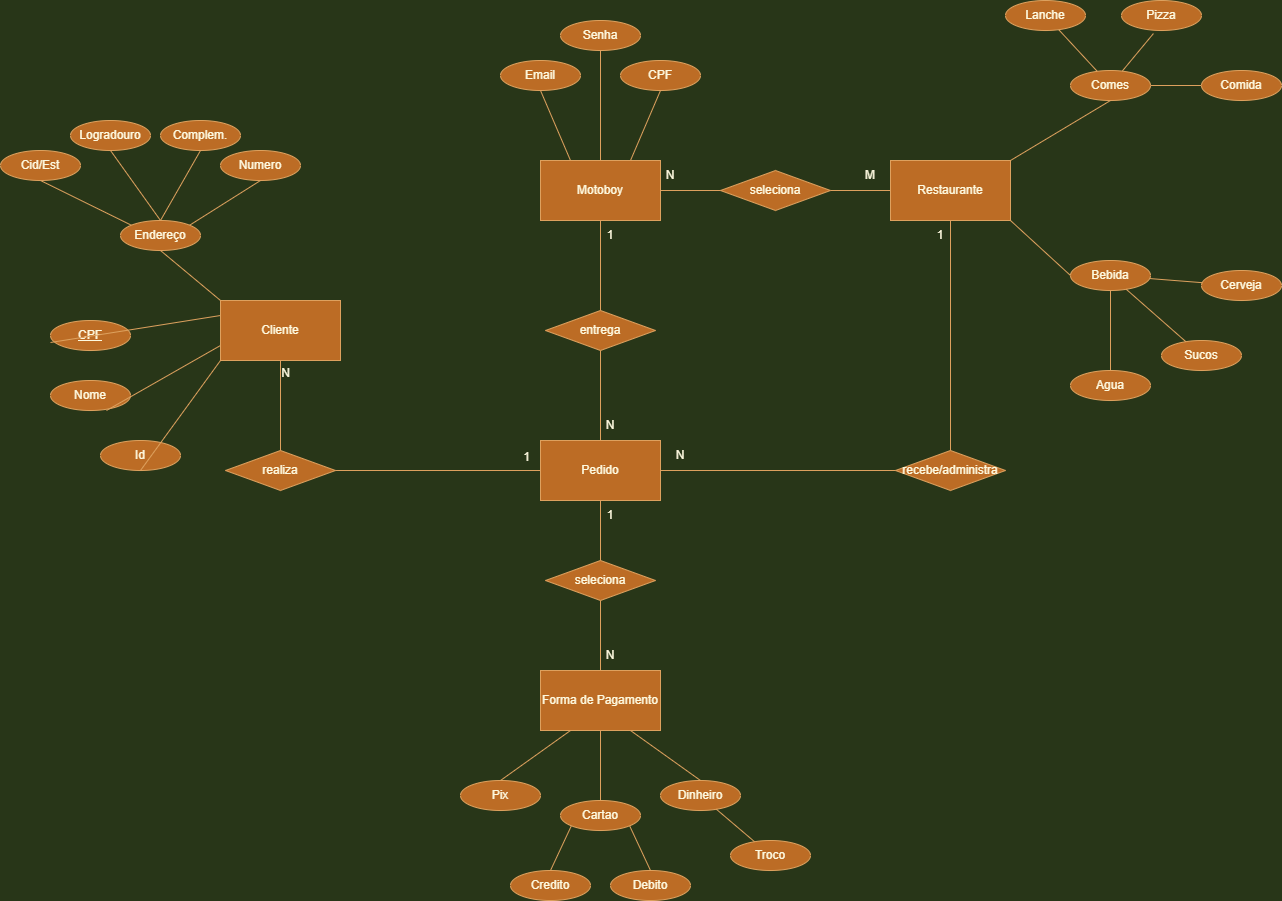 Lanche
Pizza
Senha
Email
CPF
Comes
Comida
Logradouro
Complem.
Cid/Est
Numero
N
M
Motoboy
seleciona
Restaurante
Endereço
1
1
Bebida
Cerveja
CPF
Cliente
entrega
Sucos
N
Agua
Nome
N
Id
1
N
realiza
Pedido
recebe/administra
1
seleciona
N
Forma de Pagamento
Pix
Dinheiro
Cartao
Troco
Credito
Debito